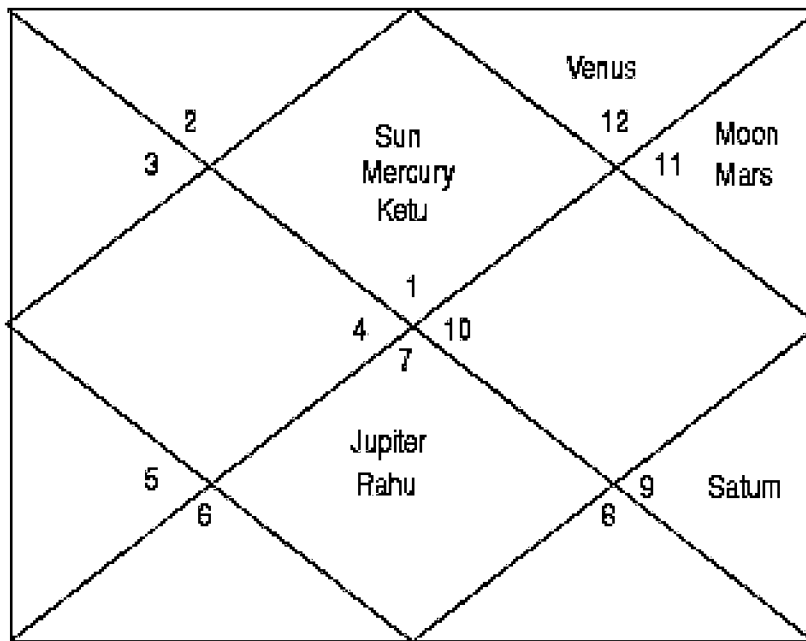 Venus
2
12
Sun
Mercury
Ketu
Moon
Mars
3
11
1
4
10
7
Jupiter
Rahu
5
9
Saturn
6
8